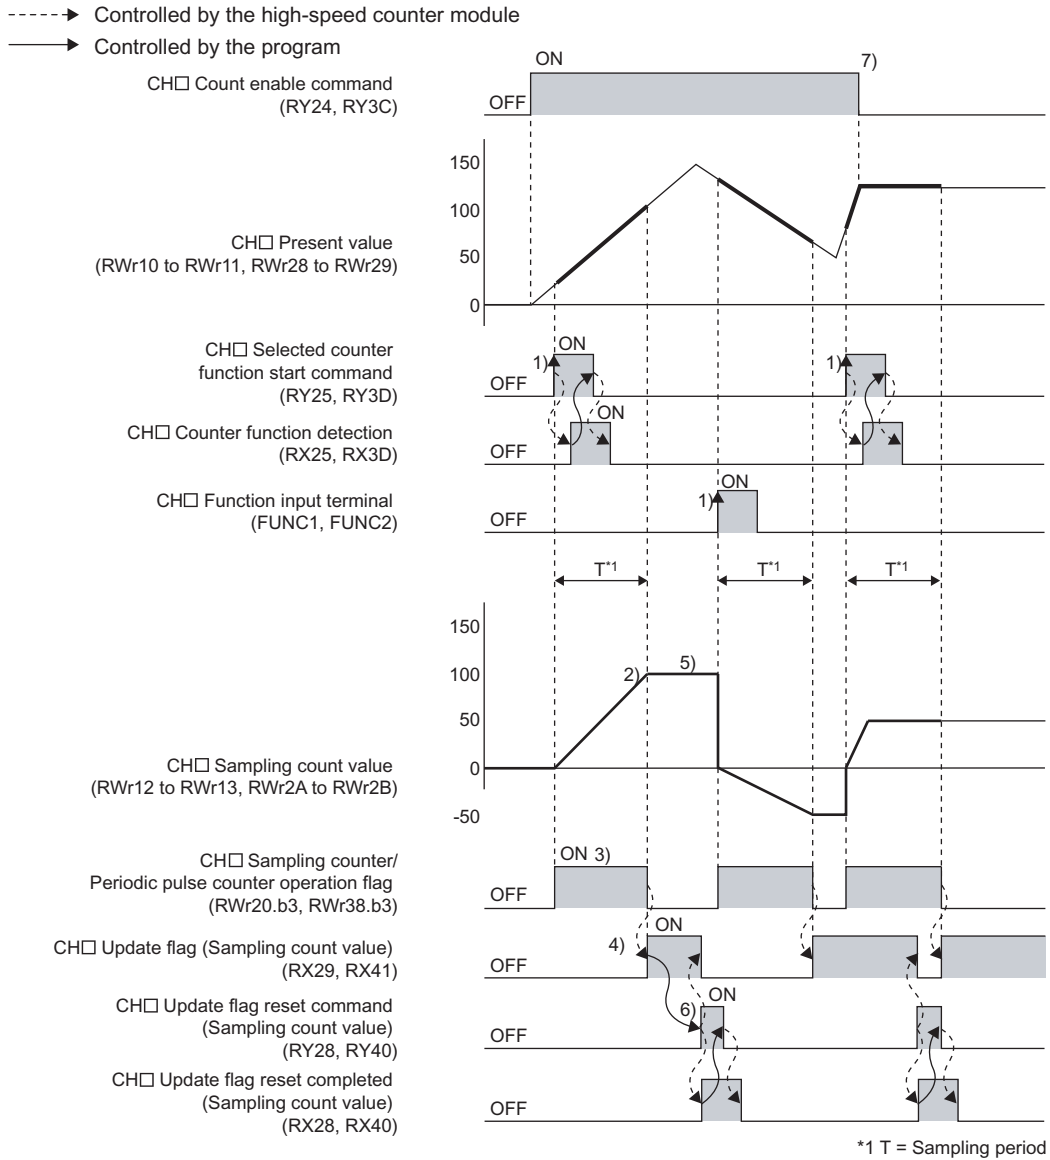 Controlled by the high-speed counter module
Controlled by the program
ON
7)
CH□ Count enable command
(RY24, RY3C)
OFF
150
100
50
0
CH□ Present value
(RWr10 to RWr11, RWr28 to RWr29)
CH□ Selected counter
function start command
(RY25, RY3D)
ON
1)
1)
OFF
CH□ Counter function detection
(RX25, RX3D)
ON
OFF
CH□ Function input terminal
(FUNC1, FUNC2)
ON
1)
OFF
T*1
T*1
T*1
150
100
50
0
-50
2)
5)
CH□ Sampling count value
(RWr12 to RWr13, RWr2A to RWr2B)
CH□ Sampling counter/
Periodic pulse counter operation flag
(RWr20.b3, RWr38.b3)
ON 3)
OFF
CH□ Update flag (Sampling count value)
(RX29, RX41)
ON
4)
OFF
CH□ Update flag reset command
(Sampling count value)
(RY28, RY40)
ON
6)
OFF
CH□ Update flag reset completed
(Sampling count value)
(RX28, RX40)
OFF
*1 T = Sampling period